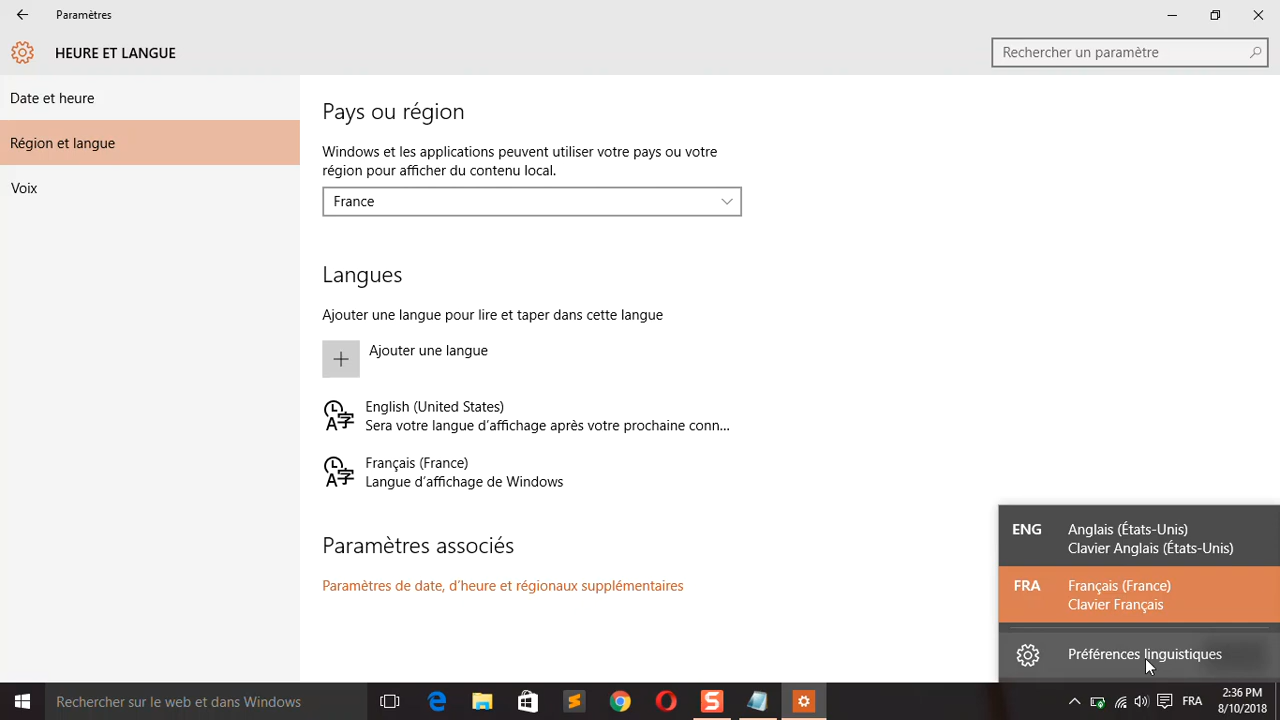 Paramètres
HEURE ET LANGUE
Rechercher un paramètre
Date et heure
Région et langue
Voix
Pays ou région
Windows et les applications peuvent utiliser votre pays ou votre
région pour afficher du contenu local.
France
Langues
Ajouter une langue pour lire et taper dans cette langue
Ajouter une langue
English (United States)
Sera votre langue d'affichage après votre prochaine conn...
Français (France)
Langue d'affichage de Windows
Paramètres associés
Paramètres de date, d'heure et régionaux supplémentaires
ENG Anglais (États-Unis)
Clavier Anglais (États-Unis)
FRA Français (France)
Clavier Français
Préférences linguistiques
Rechercher sur le web et dans Windows
FRA
2:36 PM
8/10/2018